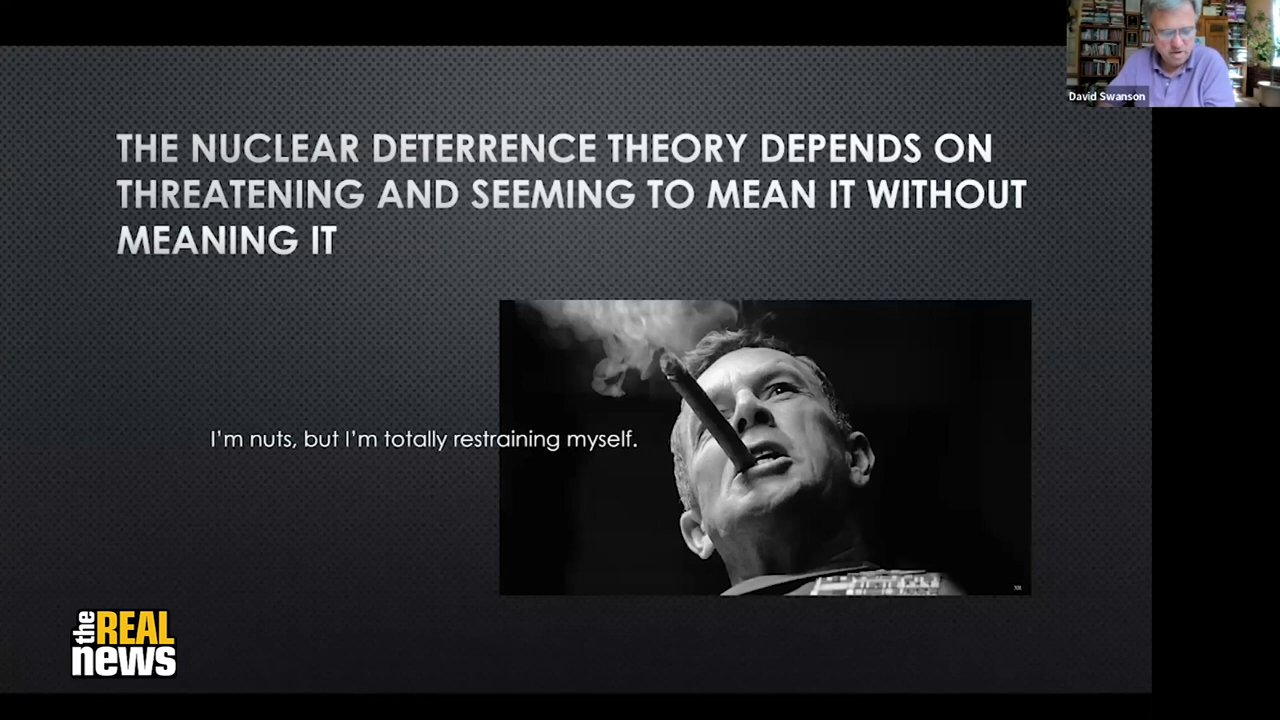 David Swanson
THE NUCLEAR DETERRENCE THEORY DEPENDS ON
THREATENING AND SEEMING TO MEAN IT WITHOUT
MEANING IT
I'm nuts, but I'm totally restraining myself.
the REAL
news